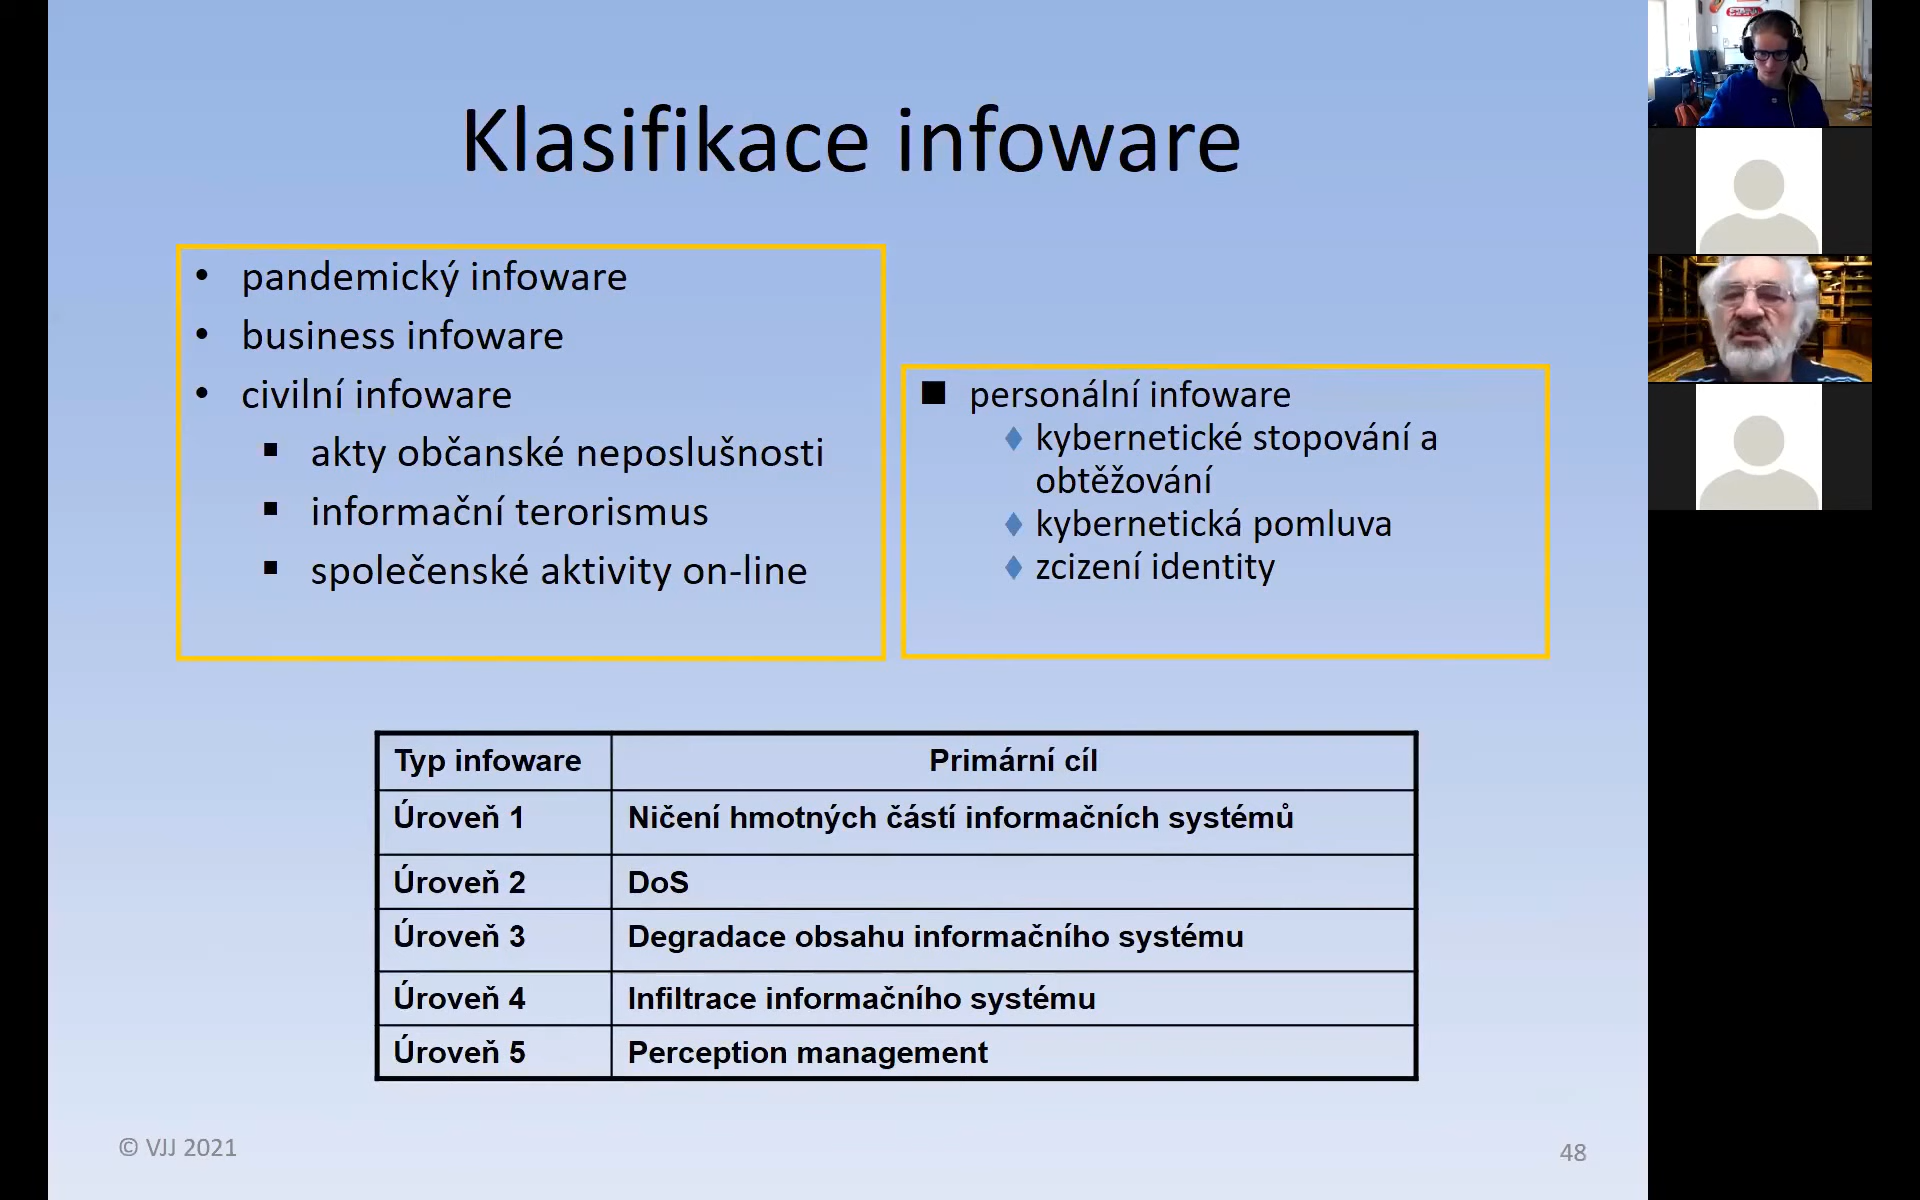 Klasifikace infoware
• pandemický infoware
• business infoware
• civilní infoware
▪ akty občanské neposlušnosti
▪ informační terorismus
▪ společenské aktivity on-line
■ personální infoware
♦ kybernetické stopování a
obtěžování
♦ kybernetická pomluva
♦ zcizení identity
Typ infoware Primární cíl
Úroveň 1 Ničení hmotných částí informačních systémů
Úroveň 2 DoS
Úroveň 3 Degradace obsahu informačního systému
Úroveň 4 Infiltrace informačního systému
Úroveň 5 Perception management
© VJJ 2021
48